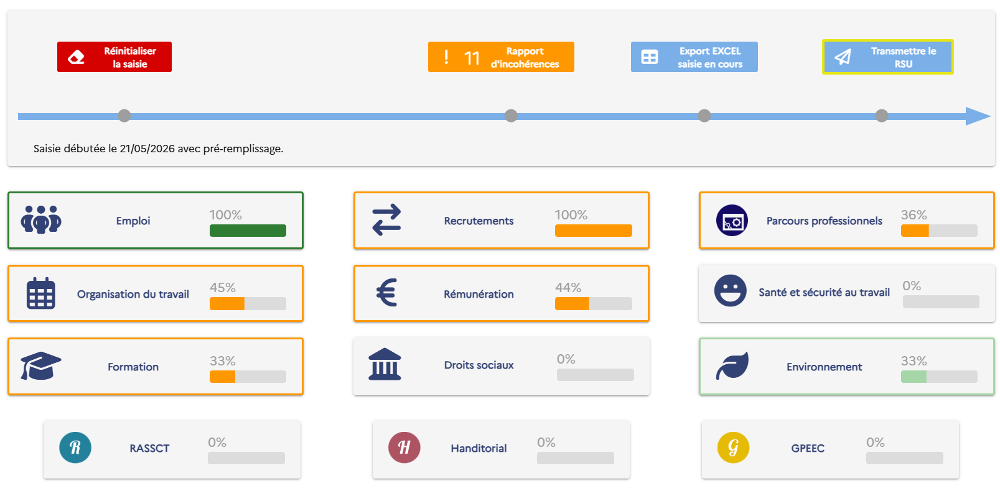 Réinitialiser
la saisie
! 11 Rapport
d'incohérences
Export EXCEL
saisie en cours
Transmettre le
RSU
Saisie débutée le 21/05/2026 avec pré-remplissage.
Emploi 100%
Recrutements 100%
Parcours professionnels 36%
Organisation du travail 45%
€ Rémunération 44%
Santé et sécurité au travail 0%
Formation 33%
Droits sociaux 0%
Environnement 33%
R RASSCT 0%
H Handitorial 0%
G GPEEC 0%